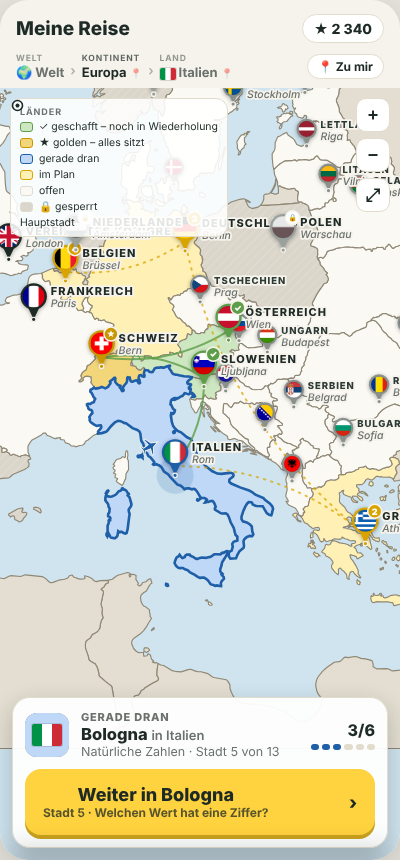 Meine Reise
★ 2 340
WELT
KONTINENT
LAND
Welt › Europa › Italien
Zu mir
Stockholm
LÄNDER
✓ geschafft – noch in Wiederholung
★ golden – alles sitzt
gerade dran
im Plan
offen
gesperrt
Hauptstadt
+
−
Riga
NIEDERLANDE
London
Berlin
POLEN
Warschau
BELGIEN
Brüssel
TSCHECHIEN
Prag
FRANKREICH
Paris
ÖSTERREICH
Wien
UNGARN
Budapest
SCHWEIZ
Bern
SLOWENIEN
Ljubljana
SERBIEN
Belgrad
BULGAR
Sofia
ITALIEN
Rom
2
GR
Ath
GERADE DRAN
Bologna in Italien
3/6
Natürliche Zahlen · Stadt 5 von 13
Weiter in Bologna
Stadt 5 · Welchen Wert hat eine Ziffer?
›